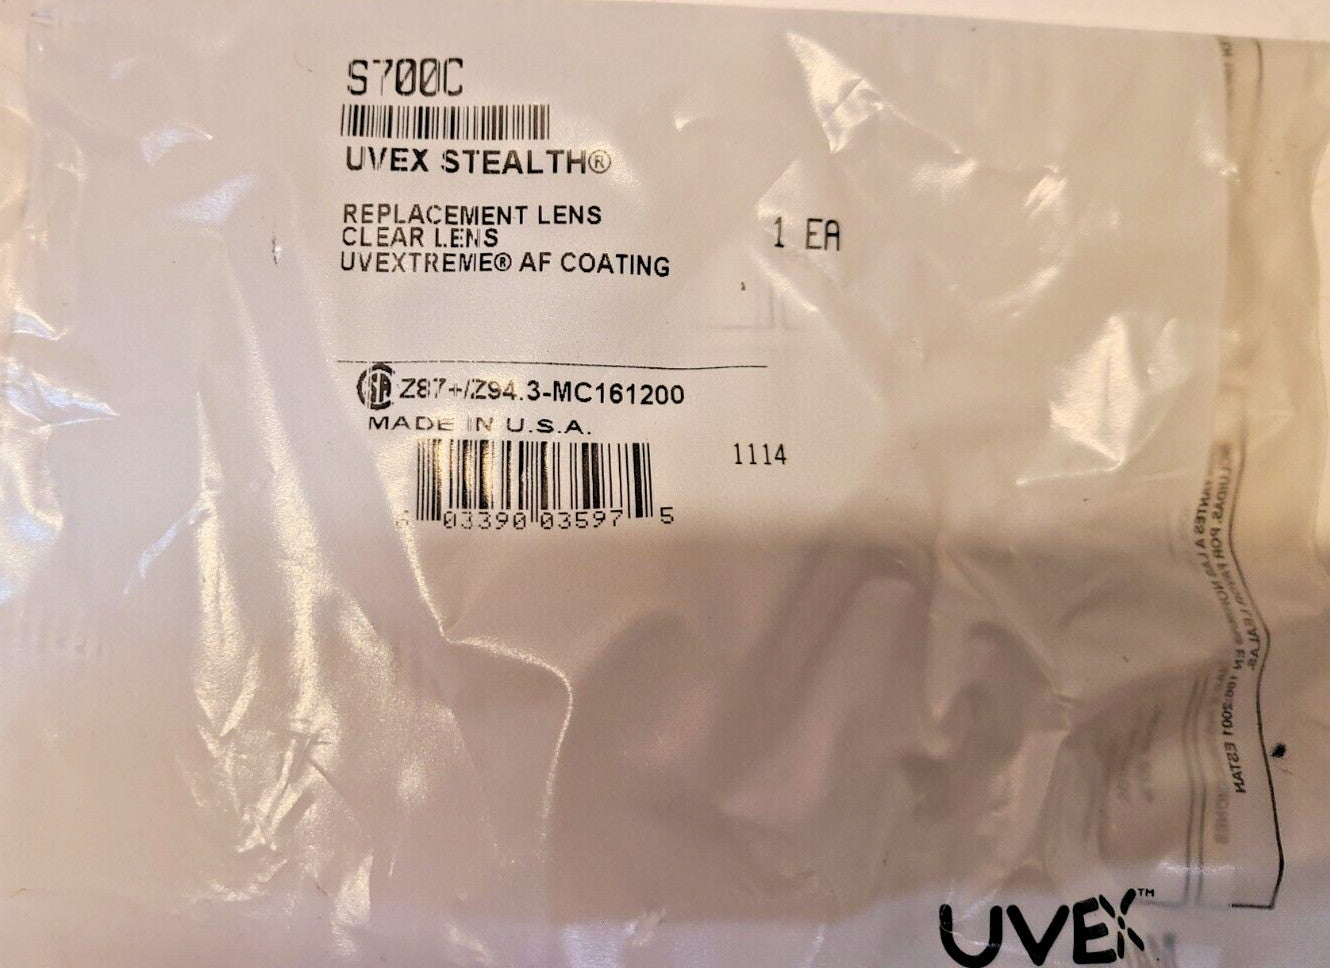 S700C
UVEX STEALTH®
REPLACEMENT LENS
CLEAR LENS
UVEXTREME® AF COATING
1 EA
Z87+/Z94.3-MC161200
MADE IN U.S.A.
1114
6 03390 03597 5
UVEX™